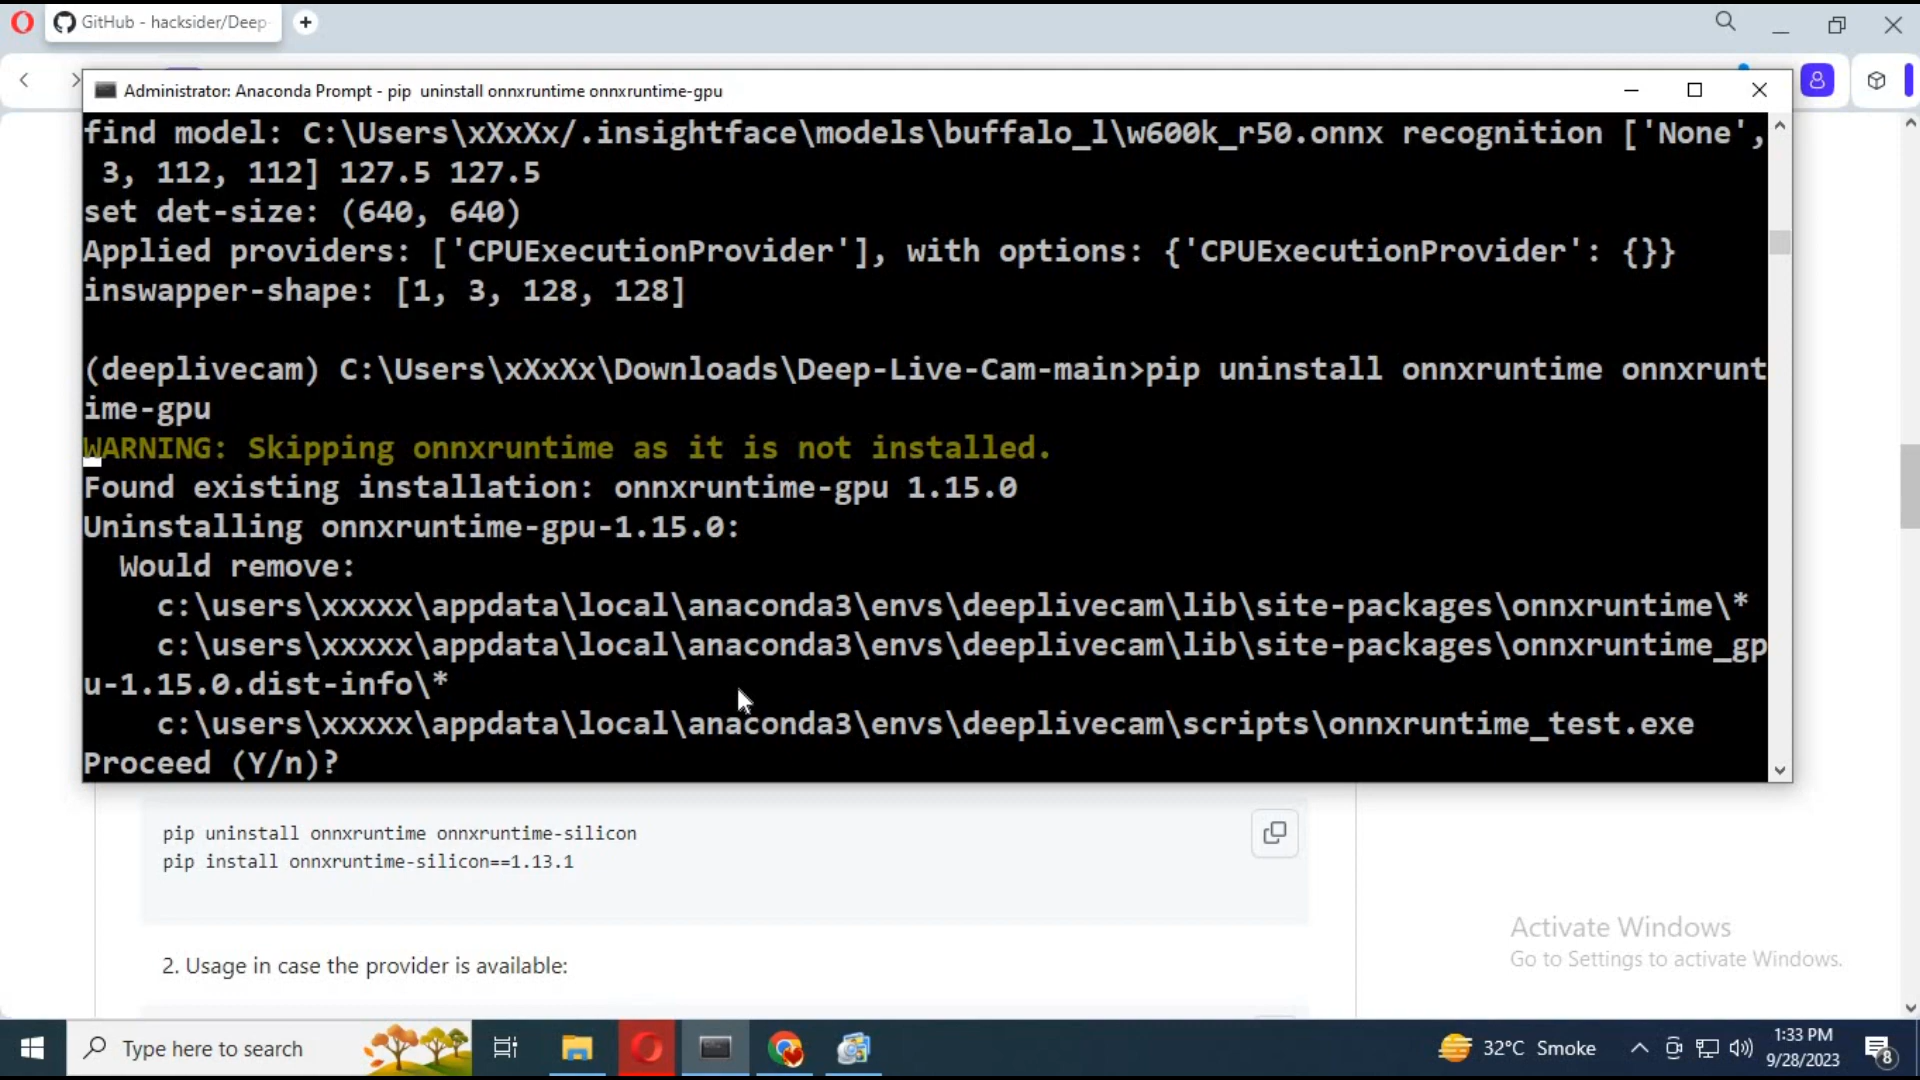 GitHub - hacksider/Deep-
Administrator: Anaconda Prompt - pip  uninstall onnxruntime onnxruntime-gpu
find model: C:\Users\xXxXx/.insightface\models\buffalo_l\w600k_r50.onnx recognition ['None',
 3, 112, 112] 127.5 127.5
set det-size: (640, 640)
Applied providers: ['CPUExecutionProvider'], with options: {'CPUExecutionProvider': {}}
inswapper-shape: [1, 3, 128, 128]
(deeplivecam) C:\Users\xXxXx\Downloads\Deep-Live-Cam-main>pip uninstall onnxruntime onnxrunt
ime-gpu
WARNING: Skipping onnxruntime as it is not installed.
Found existing installation: onnxruntime-gpu 1.15.0
Uninstalling onnxruntime-gpu-1.15.0:
  Would remove:
    c:\users\xxxxx\appdata\local\anaconda3\envs\deeplivecam\lib\site-packages\onnxruntime\*
    c:\users\xxxxx\appdata\local\anaconda3\envs\deeplivecam\lib\site-packages\onnxruntime_gp
u-1.15.0.dist-info\*
    c:\users\xxxxx\appdata\local\anaconda3\envs\deeplivecam\scripts\onnxruntime_test.exe
Proceed (Y/n)?
pip uninstall onnxruntime onnxruntime-silicon
pip install onnxruntime-silicon==1.13.1
2. Usage in case the provider is available:
Activate Windows
Go to Settings to activate Windows.
Type here to search
32°C Smoke
1:33 PM
9/28/2023
8